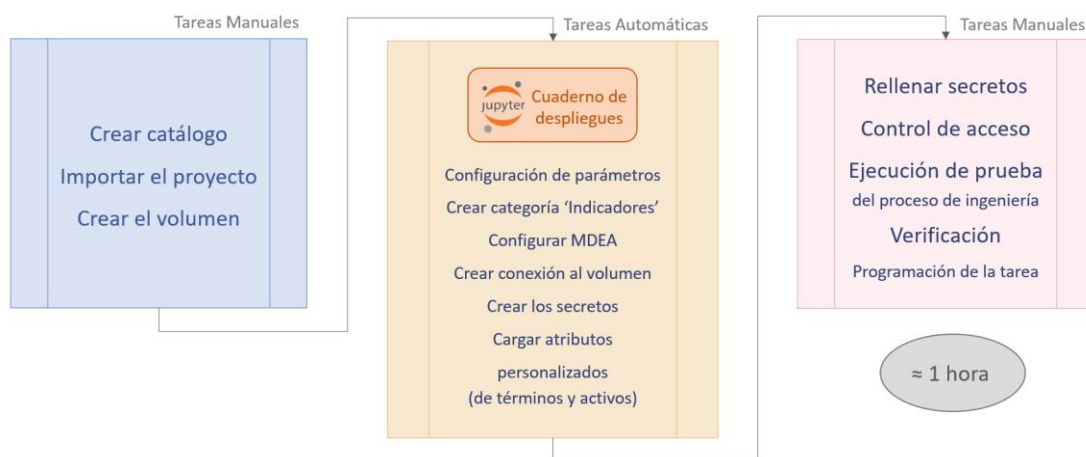 Tareas Manuales
Crear catálogo
Importar el proyecto
Crear el volumen
Tareas Automáticas
jupyter
Cuaderno de
despliegues
Configuración de parámetros
Crear categoría ‘Indicadores’
Configurar MDEA
Crear conexión al volumen
Crear los secretos
Cargar atributos
personalizados
(de términos y activos)
Tareas Manuales
Rellenar secretos
Control de acceso
Ejecución de prueba
del proceso de ingeniería
Verificación
Programación de la tarea
≈ 1 hora